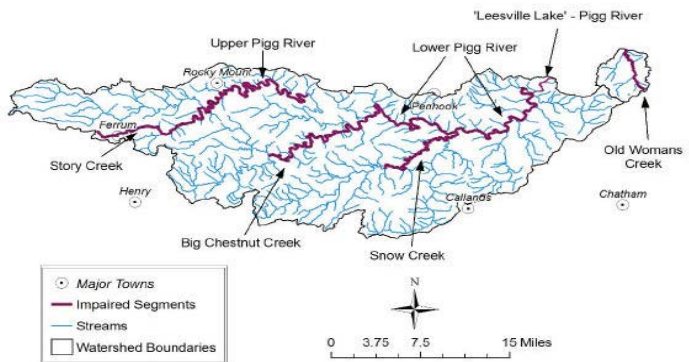 'Leesville Lake' - Pigg River
Upper Pigg River
Lower Pigg River
Rocky Mount
Penhook
Ferrum
Story Creek
Old Womans
Creek
Henry
Callands
Chatham
Big Chestnut Creek
Snow Creek
Major Towns
Impaired Segments
Streams
Watershed Boundaries
N
0 3.75 7.5 15 Miles